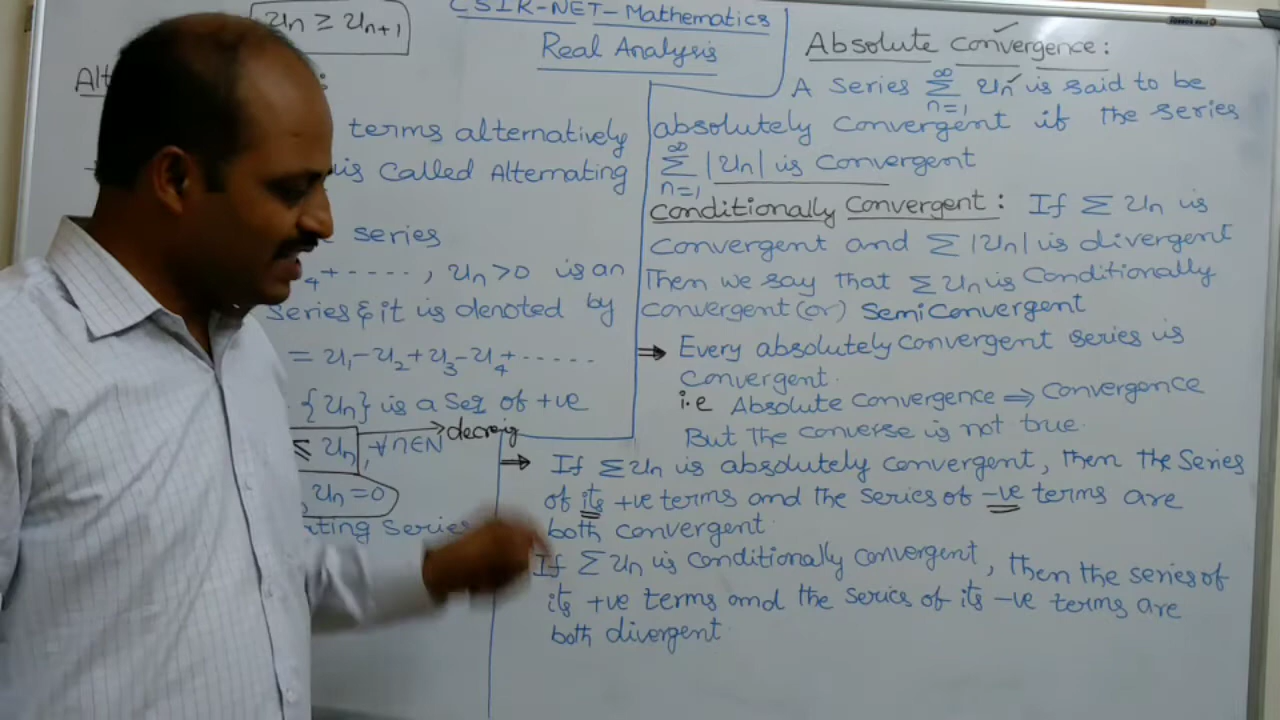 Un ≥ Un+1
CSIR-NET-Mathematics
Real Analysis
terms alternatively
is called Alternating
series
4+-----, Un>0 is an
series & it is denoted by
= U1-U2+U3-U4+------
{Un} is a Seq of +ve
≤ Un, ∀n∈N decreig
Un=0
ting Series
Absolute Convergence:
A Series ∞∑n=1 Un is said to be
absolutely convergent if the series
∞∑n=1 |Un| is Convergent
Conditionally Convergent: If ∑ Un is
convergent and ∑ |Un| is divergent
Then we say that ∑ Un is Conditionally
convergent (or) SemiConvergent
⇒ Every absolutely convergent series is
convergent.
i.e Absolute convergence ⇒ Convergence
But The converse is not true.
⇒ If ∑ Un is absolutely convergent, then the Series
of its +ve terms and the series of -ve terms are
both convergent.
If ∑ Un is conditionally convergent, then the series of
its +ve terms and the series of its -ve terms are
both divergent.